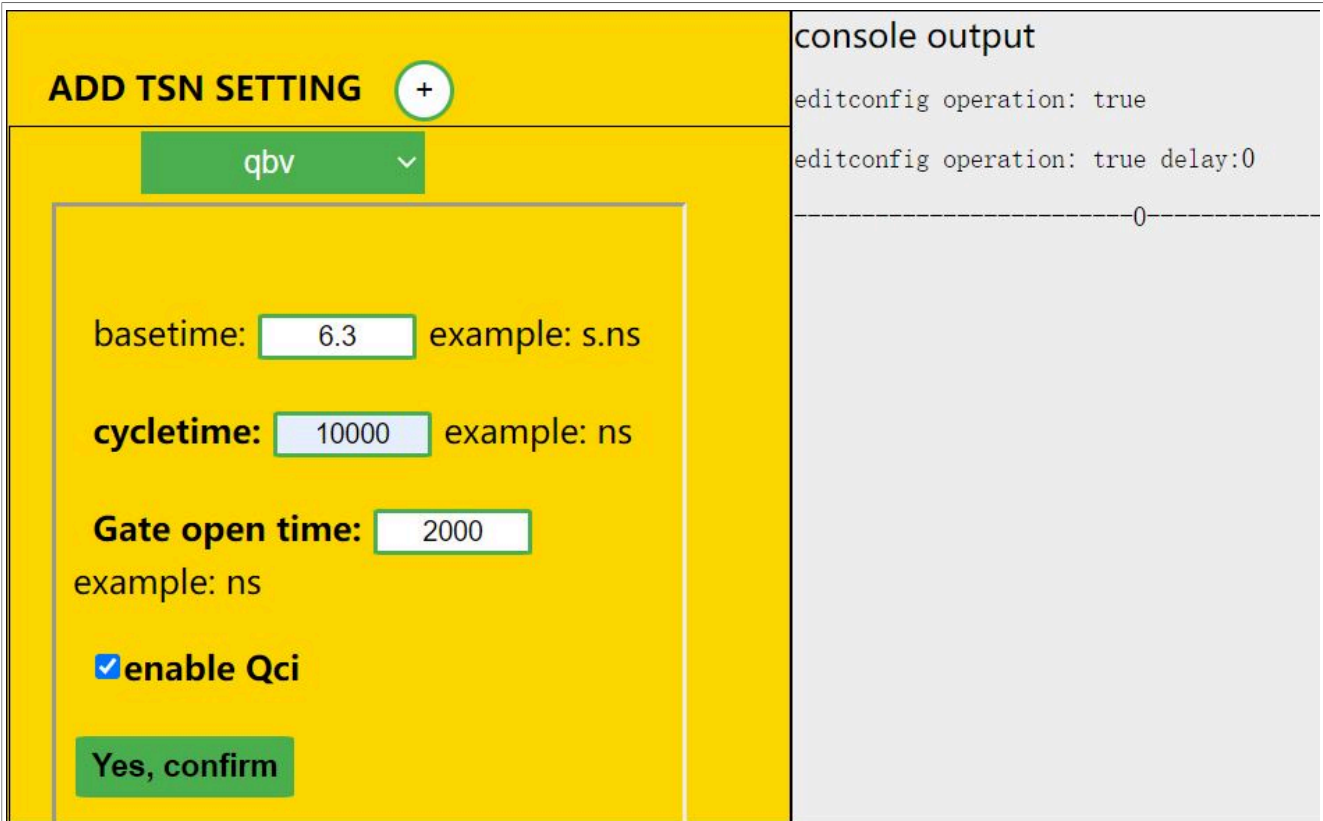 ADD TSN SETTING +
qbv
basetime: 6.3 example: s.ns
cycletime: 10000 example: ns
Gate open time: 2000
example: ns
enable Qci
Yes, confirm
console output
editconfig operation: true
editconfig operation: true delay:0
-------------------------0-------------